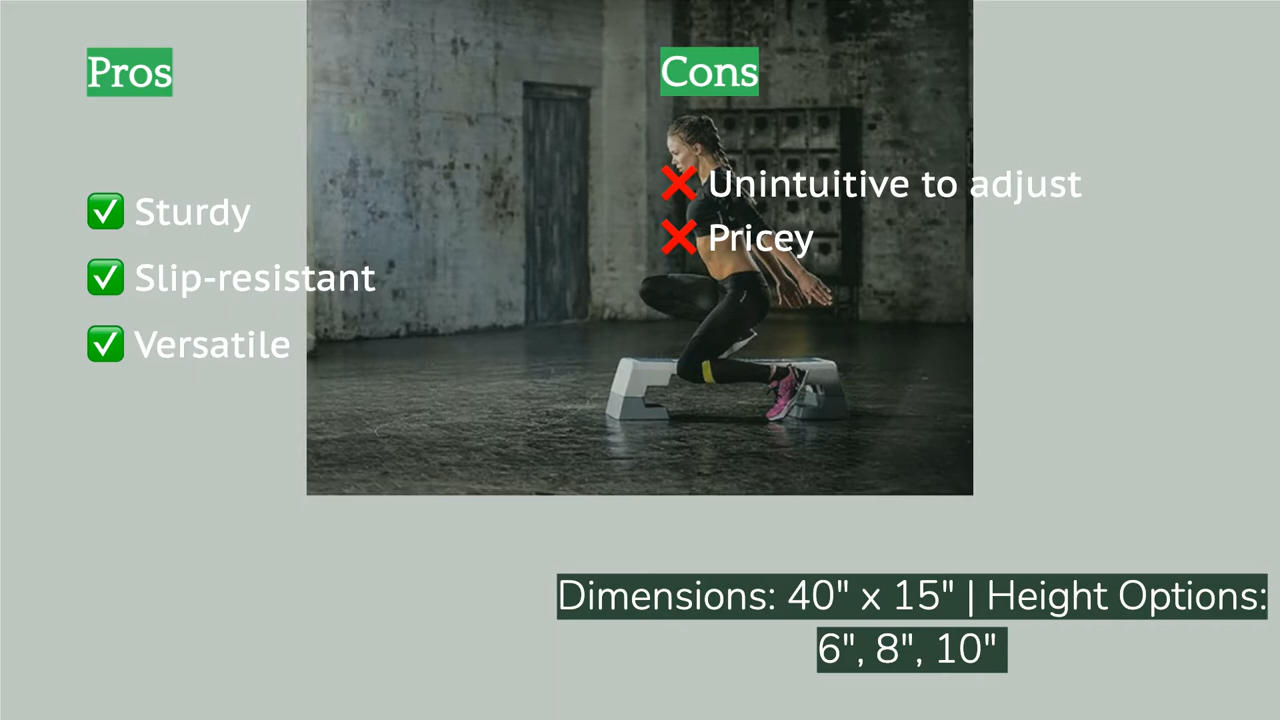 Pros
Sturdy
Slip-resistant
Versatile
Cons
Unintuitive to adjust
Pricey
Dimensions: 40" x 15" | Height Options:
6", 8", 10"